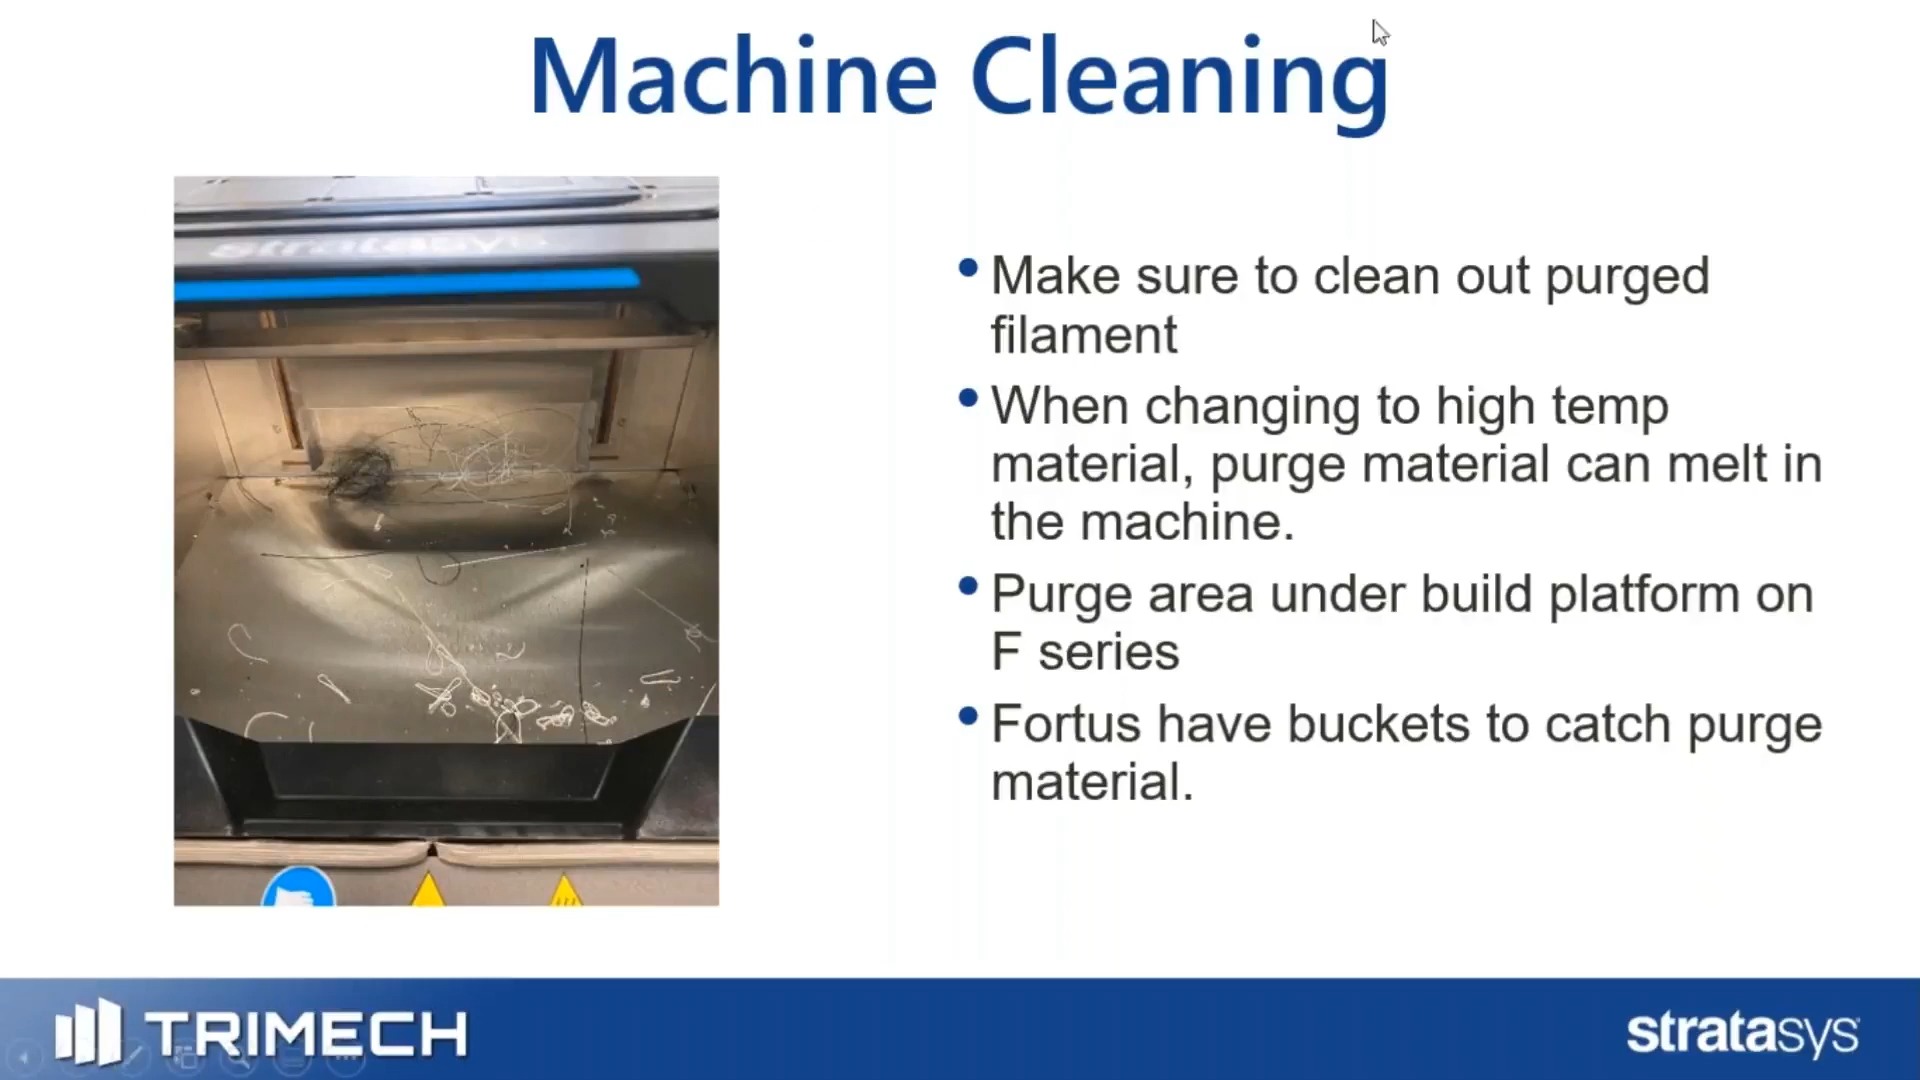 Machine Cleaning
stratasys
• Make sure to clean out purged
filament
• When changing to high temp
material, purge material can melt in
the machine.
• Purge area under build platform on
F series
• Fortus have buckets to catch purge
material.
TRIMECH
stratasys